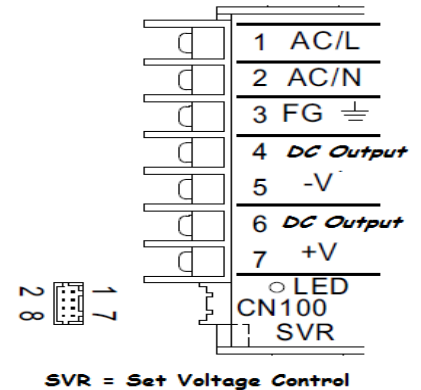 1 AC/L
2 AC/N
3 FG
4 DC Output
5 -V
6 DC Output
7 +V
LED
CN100
SVR
2 1
8 7
SVR = Set Voltage Control